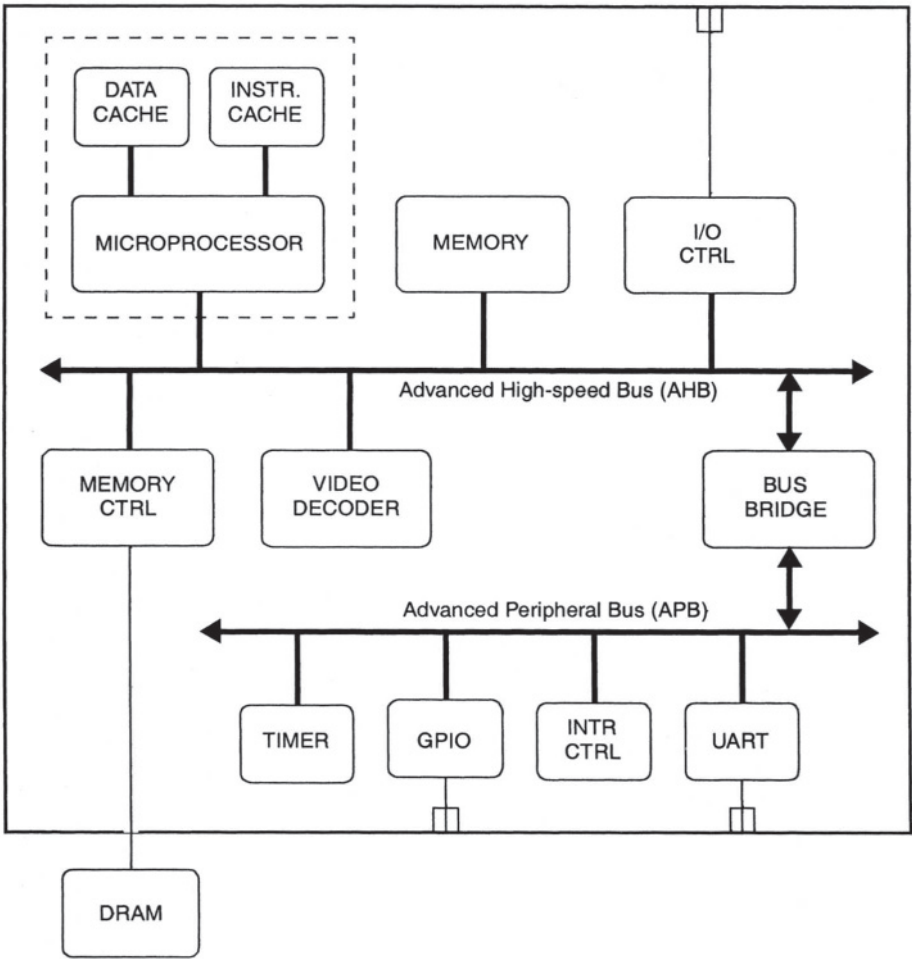 DATA
CACHE
INSTR.
CACHE
MICROPROCESSOR
MEMORY
I/O
CTRL
Advanced High-speed Bus (AHB)
MEMORY
CTRL
VIDEO
DECODER
BUS
BRIDGE
Advanced Peripheral Bus (APB)
TIMER
GPIO
INTR
CTRL
UART
DRAM